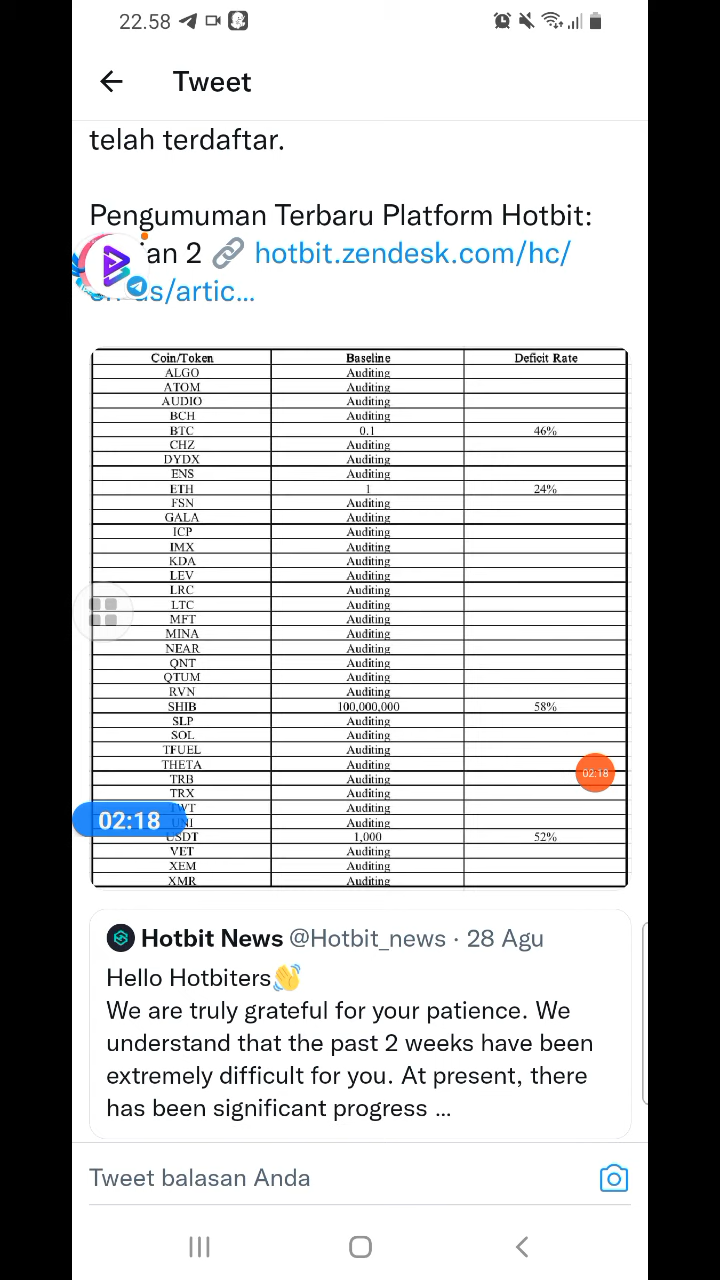 22.58
Tweet
telah terdaftar.
Pengumuman Terbaru Platform Hotbit:
2 hotbit.zendesk.com/hc/
us/artic...
Coin/Token Baseline Deficit Rate
ALGO Auditing
ATOM Auditing
AUDIO Auditing
BCH Auditing
BTC 0.1 46%
CHZ Auditing
DYDX Auditing
ENS Auditing
ETH 1 24%
FSN Auditing
GALA Auditing
ICP Auditing
IMX Auditing
KDA Auditing
LEV Auditing
LRC Auditing
LTC Auditing
MFT Auditing
MINA Auditing
NEAR Auditing
QNT Auditing
QTUM Auditing
RVN Auditing
SHIB 100,000,000 58%
SLP Auditing
SOL Auditing
TFUEL Auditing
THETA Auditing
02:18
TRB Auditing
TRX Auditing
Auditing
02:18
Auditing
USDT 1,000 52%
VET Auditing
XEM Auditing
XMR Auditing
Hotbit News @Hotbit_news · 28 Agu
Hello Hotbiters👋
We are truly grateful for your patience. We
understand that the past 2 weeks have been
extremely difficult for you. At present, there
has been significant progress ...
Tweet balasan Anda